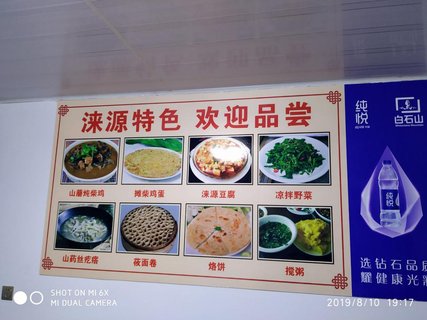 涞源特色 欢迎品尝
山蘑炖柴鸡
摊柴鸡蛋
涞源豆腐
凉拌野菜
山药丝疙瘩
莜面卷
烙饼
搅粥
纯悦
白石山
纯悦
选钻石品质
耀健康光
SHOT ON MI 6X
MI DUAL CAMERA
2019/8/10 19:17